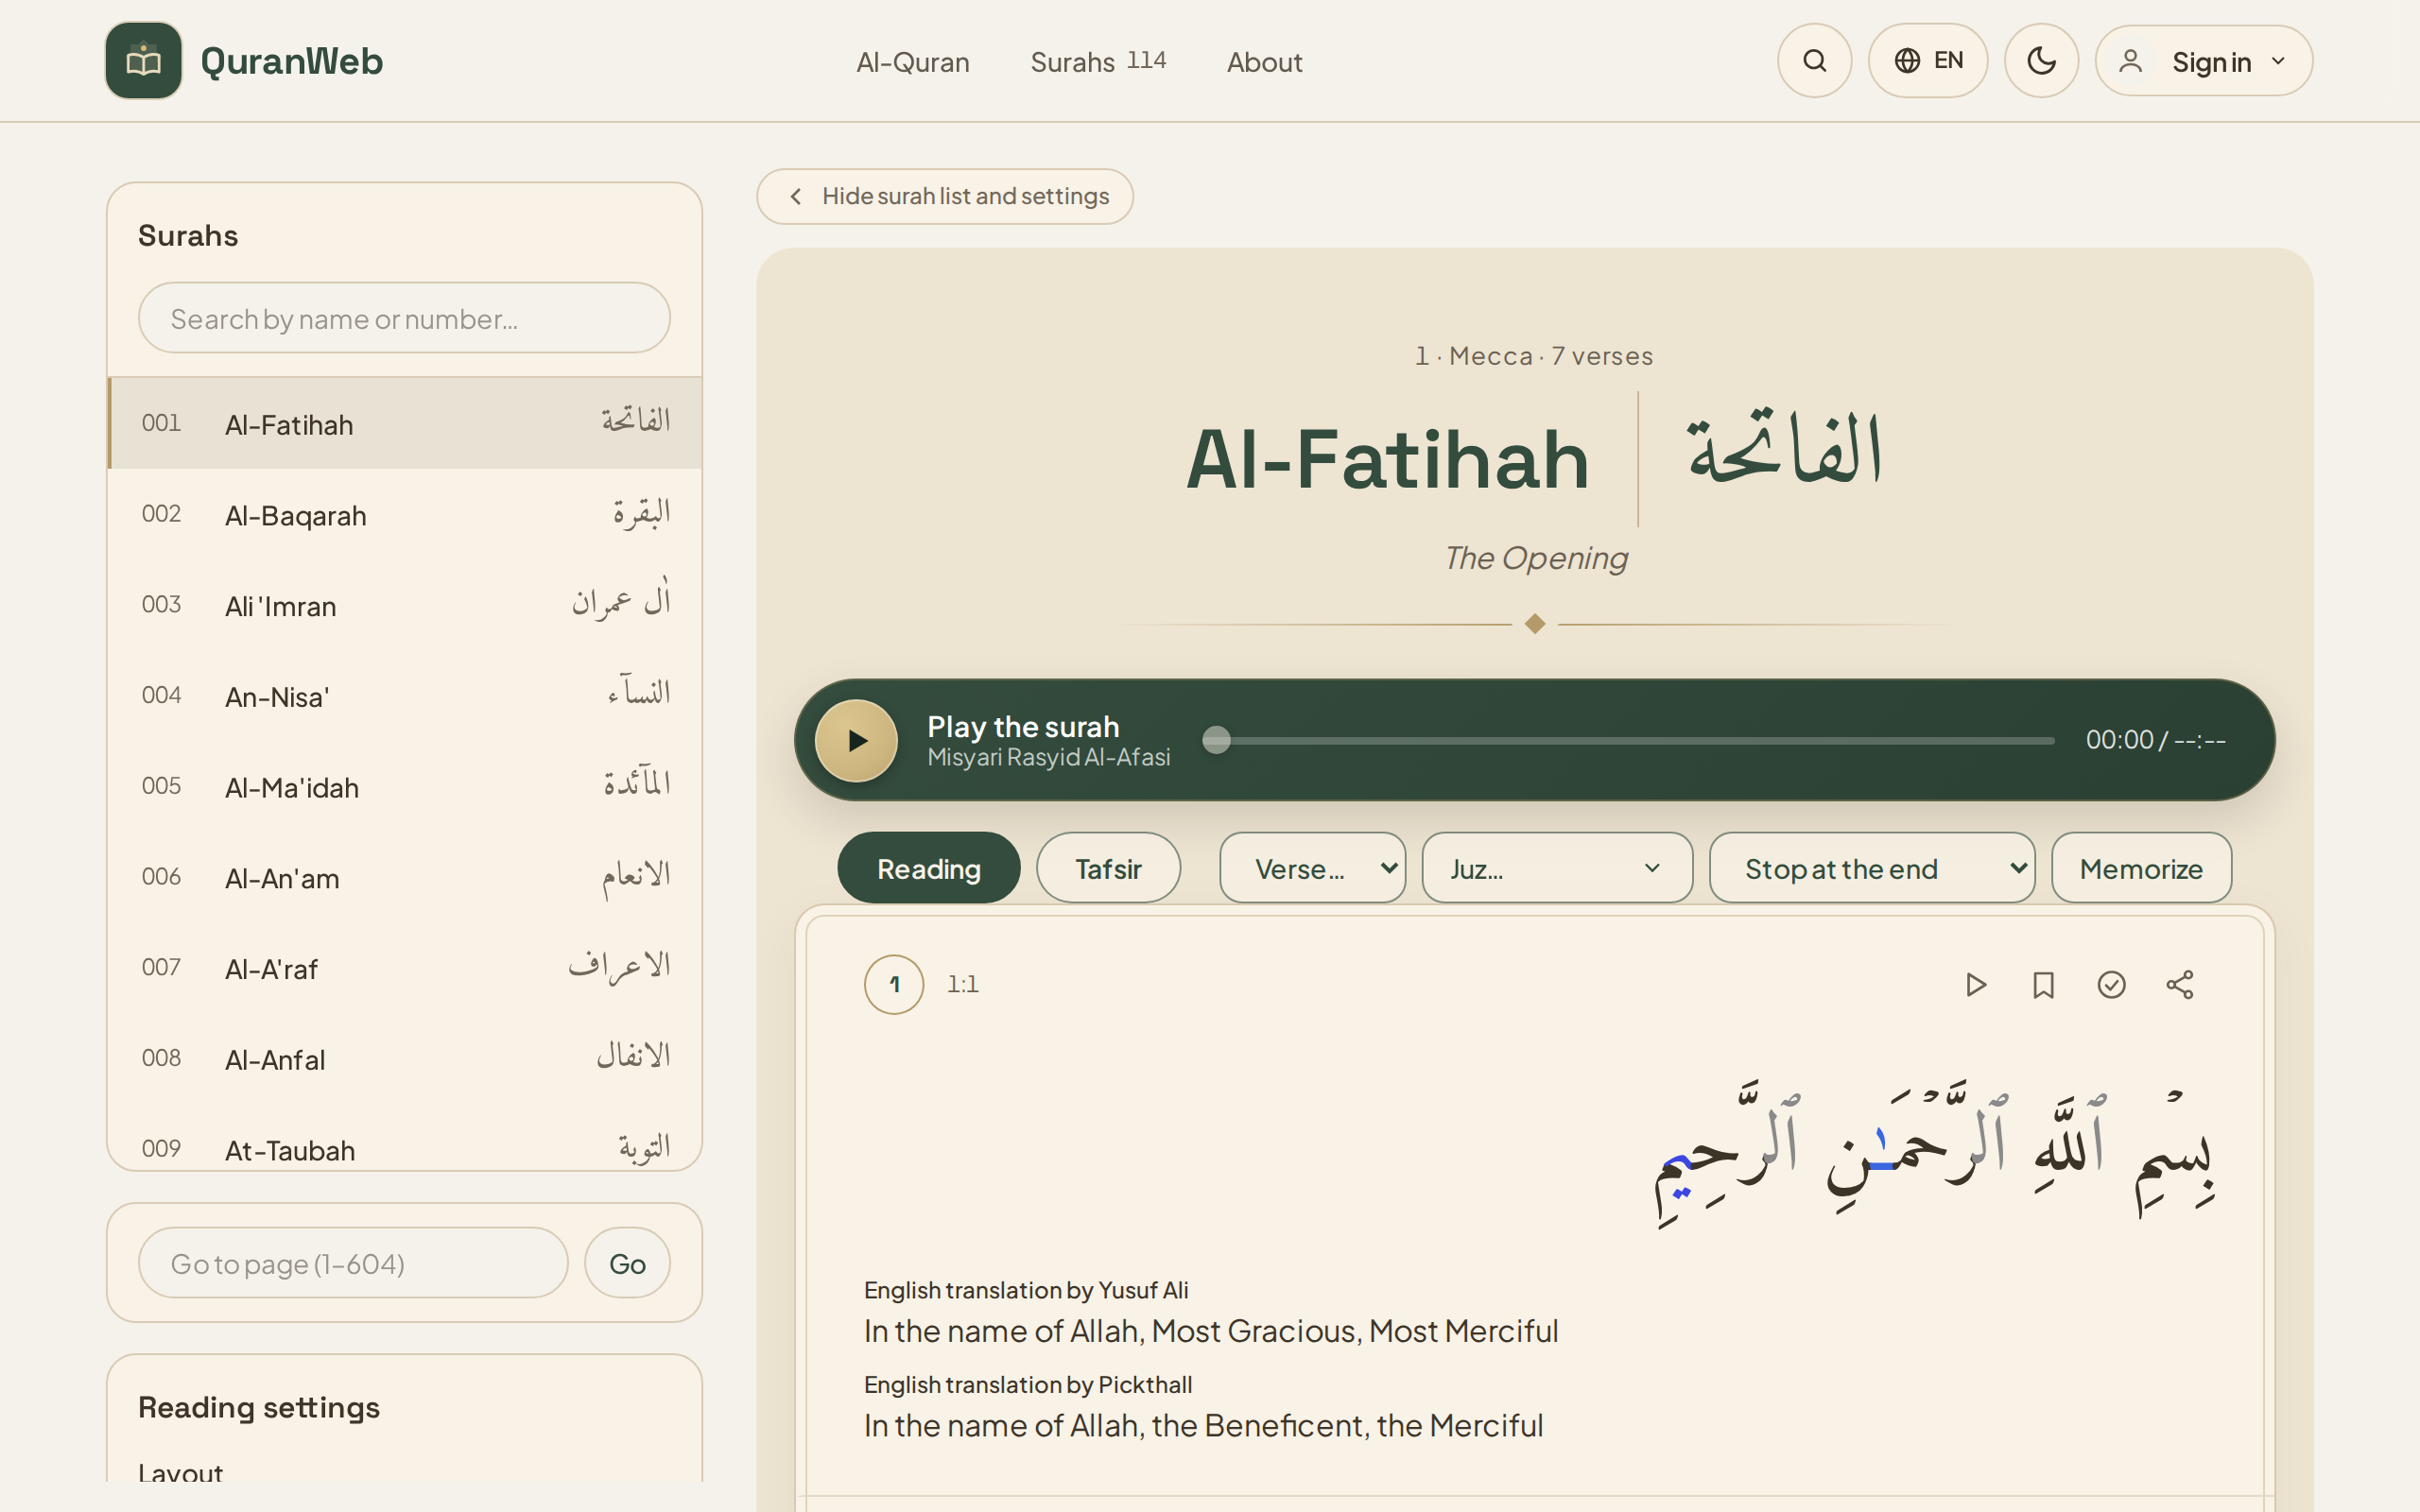 QuranWeb
Al-Quran
Surahs 114
About
EN
Sign in
Surahs
Search by name or number...
001 Al-Fatihah الفاتحة
002 Al-Baqarah البقرة
003 Ali 'Imran اٰل عمران
004 An-Nisa' النسآء
005 Al-Ma'idah المآئدة
006 Al-An'am الانعام
007 Al-A'raf الاعراف
008 Al-Anfal الانفال
009 At-Taubah التوبة
Go to page (1–604)
Go
Reading settings
Layout
Hide surah list and settings
1 · Mecca · 7 verses
Al-Fatihah الفاتحة
The Opening
Play the surah
Misyari Rasyid Al-Afasi
00:00 / --:--
Reading
Tafsir
Verse...
Juz...
Stop at the end
Memorize
1 1:1
بِسۡمِ ٱللَّهِ ٱلرَّحۡمَـٰنِ ٱلرَّحِیمِ
English translation by Yusuf Ali
In the name of Allah, Most Gracious, Most Merciful
English translation by Pickthall
In the name of Allah, the Beneficent, the Merciful